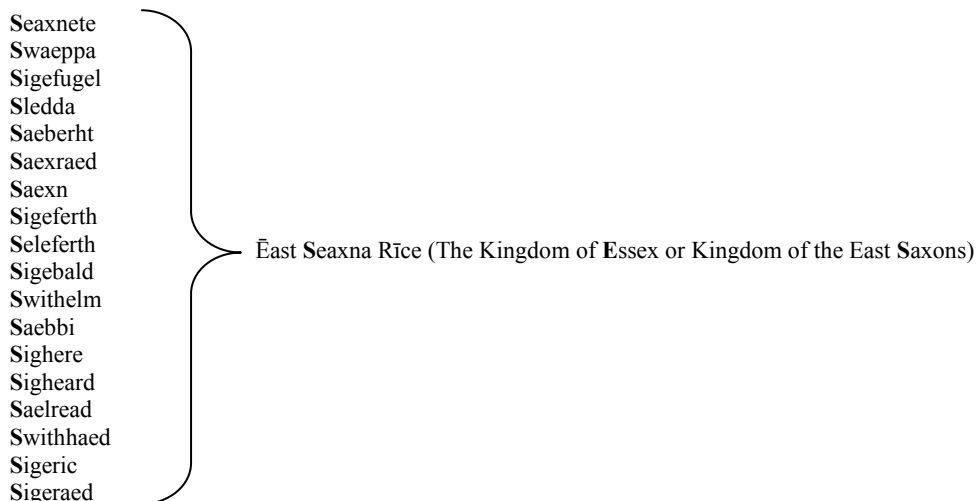 Seaxnete
Swaeppa
Sigefugel
Sledda
Saeberht
Saexraed
Saexn
Sigeferth
Seleferth
Sigebald
Swithelm
Saebbi
Sighere
Sigheard
Saelread
Swithhaed
Sigeric
Sigeraed
Ēast Seaxna Rīce (The Kingdom of Essex or Kingdom of the East Saxons)